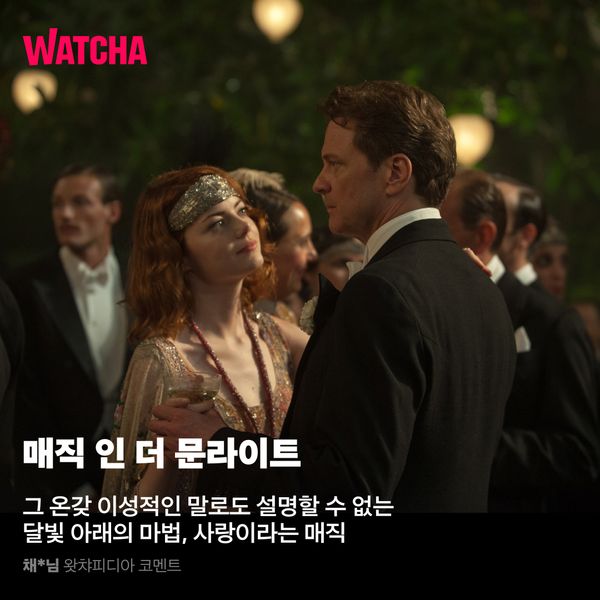 WATCHA
매직 인 더 문라이트
그 온갖 이성적인 말로도 설명할 수 없는
달빛 아래의 마법, 사랑이라는 매직
채*님 왓챠피디아 코멘트